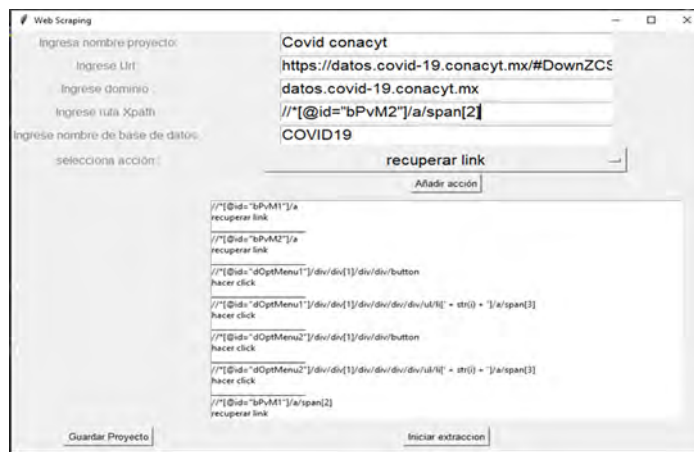 Web Scraping
Ingresa nombre proyecto:
Covid conacyt
Ingrese Url:
https://datos.covid-19.conacyt.mx/#DownZCS
Ingrese dominio :
datos.covid-19.conacyt.mx
Ingrese ruta Xpath
//*[@id="bPvM2"]/a/span[2]
Ingrese nombre de base de datos:
COVID19
selecciona acción :
recuperar link
Añadir acción
//*[@id="bPvM1"]/a
recuperar link
//*[@id="bPvM2"]/a
recuperar link
//*[@id="dOptMenu1"]/div/div[1]/div/div/button
hacer click
//*[@id="dOptMenu1"]/div/div[1]/div/div/div/div/ul/li[' + str(i) + ']/a/span[3]
hacer click
//*[@id="dOptMenu2"]/div/div[1]/div/div/button
hacer click
//*[@id="dOptMenu2"]/div/div[1]/div/div/div/div/ul/li[' + str(i) + ']/a/span[3]
hacer click
//*[@id="bPvM1"]/a/span[2]
recuperar link
Guardar Proyecto
Iniciar extraccion